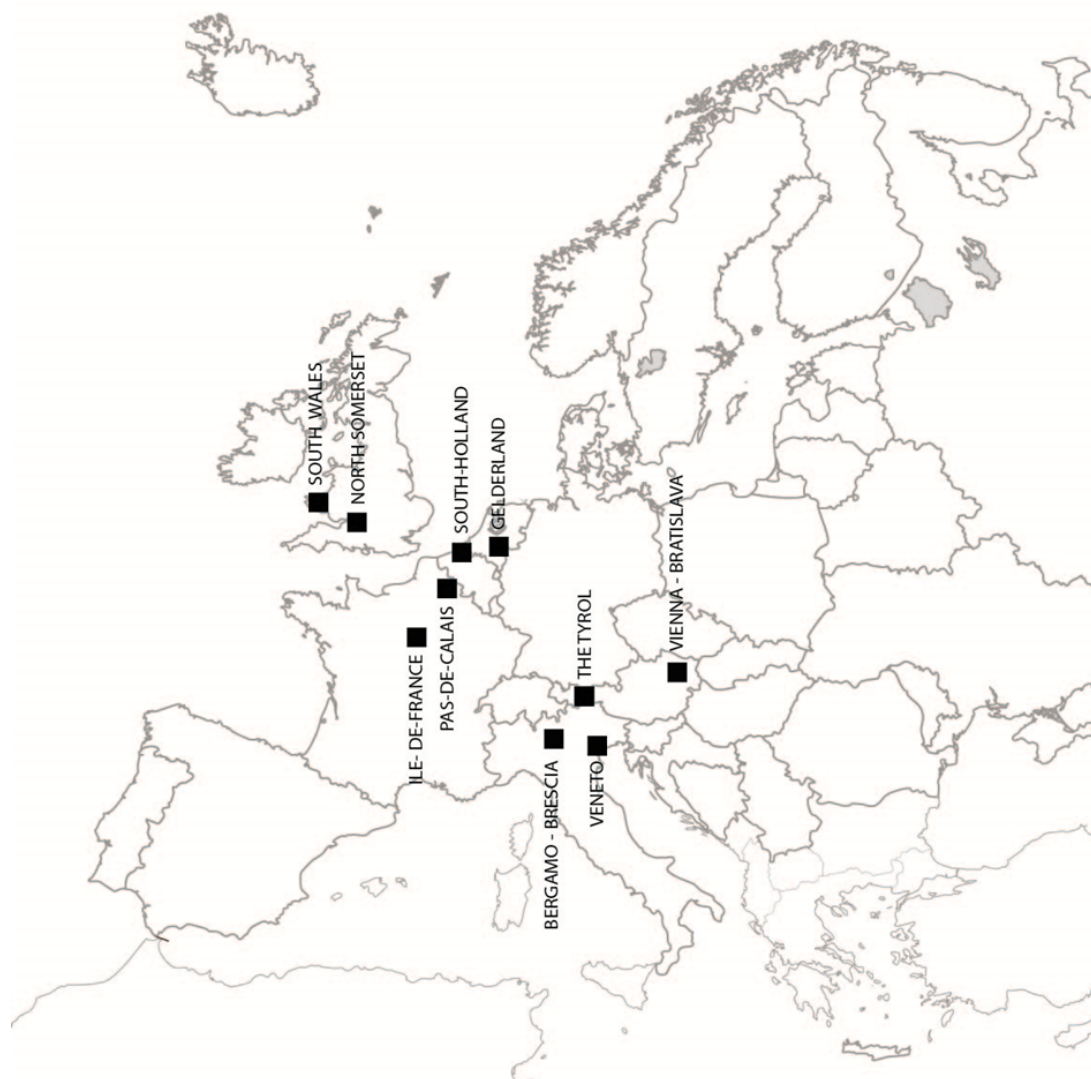 SOUTH WALES
NORTH SOMERSET
SOUTH-HOLLAND
GELDERLAND
PAS-DE-CALAIS
ILE- DE-FRANCE
THE TYROL
VIENNA - BRATISLAVA
BERGAMO - BRESCIA
VENETO